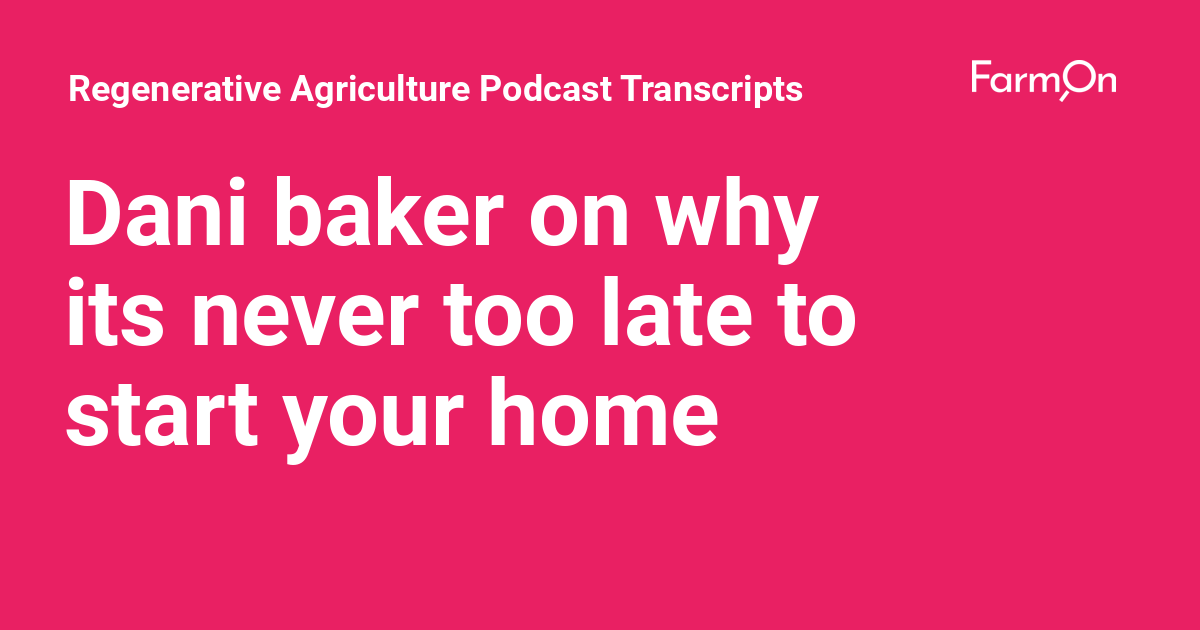 Regenerative Agriculture Podcast Transcripts
FarmOn
Dani baker on why
its never too late to
start your home